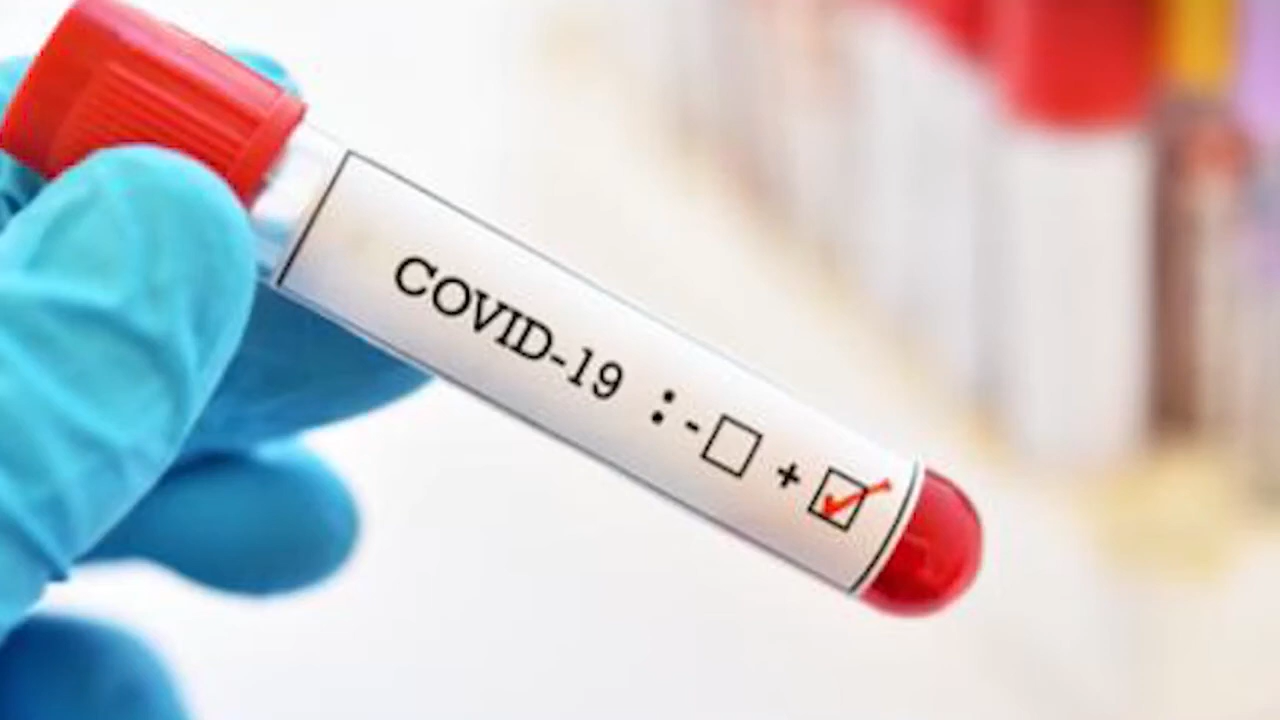 COVID-19 : - ☐ + ☑